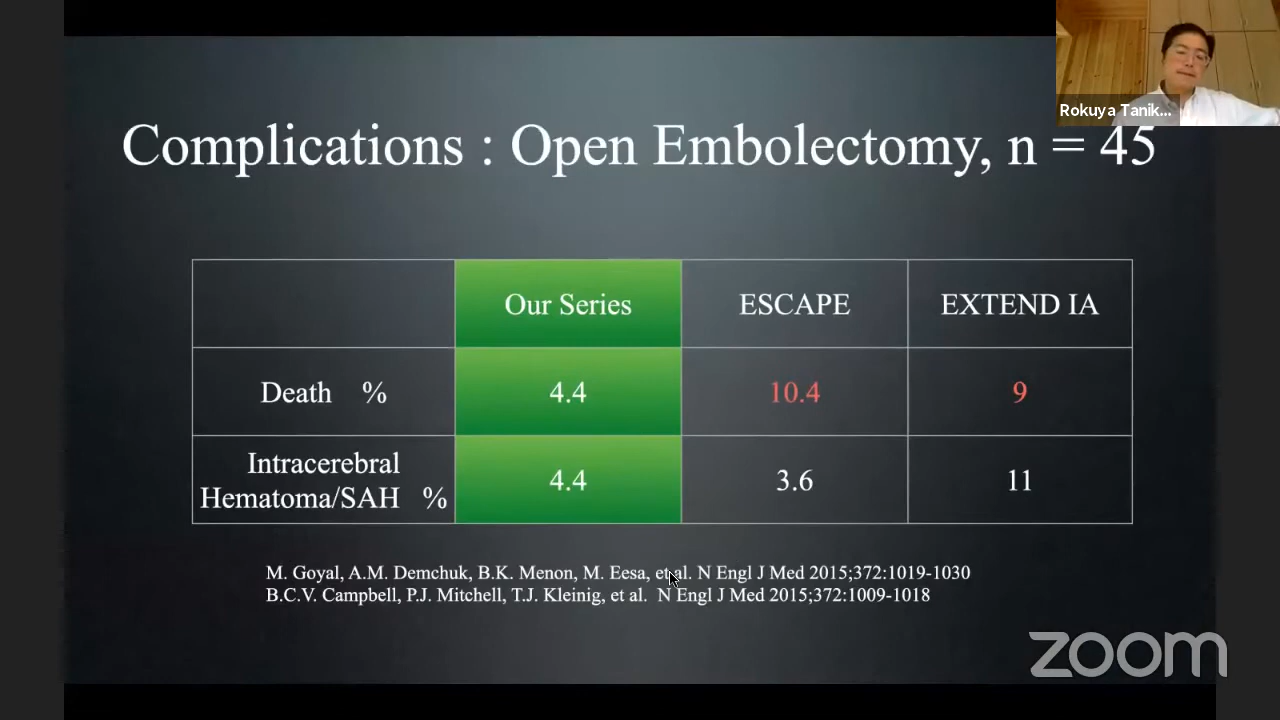 Rokuya Tanik...
Complications : Open Embolectomy, n = 45
Our Series ESCAPE EXTEND IA
Death % 4.4 10.4 9
Intracerebral
Hematoma/SAH % 4.4 3.6 11
M. Goyal, A.M. Demchuk, B.K. Menon, M. Eesa, et al. N Engl J Med 2015;372:1019-1030
B.C.V. Campbell, P.J. Mitchell, T.J. Kleinig, et al. N Engl J Med 2015;372:1009-1018
zoom